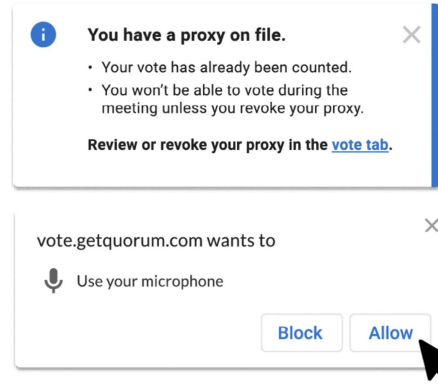 You have a proxy on file.
• Your vote has already been counted.
• You won't be able to vote during the
meeting unless you revoke your proxy.
Review or revoke your proxy in the vote tab.
vote.getquorum.com wants to
Use your microphone
Block Allow